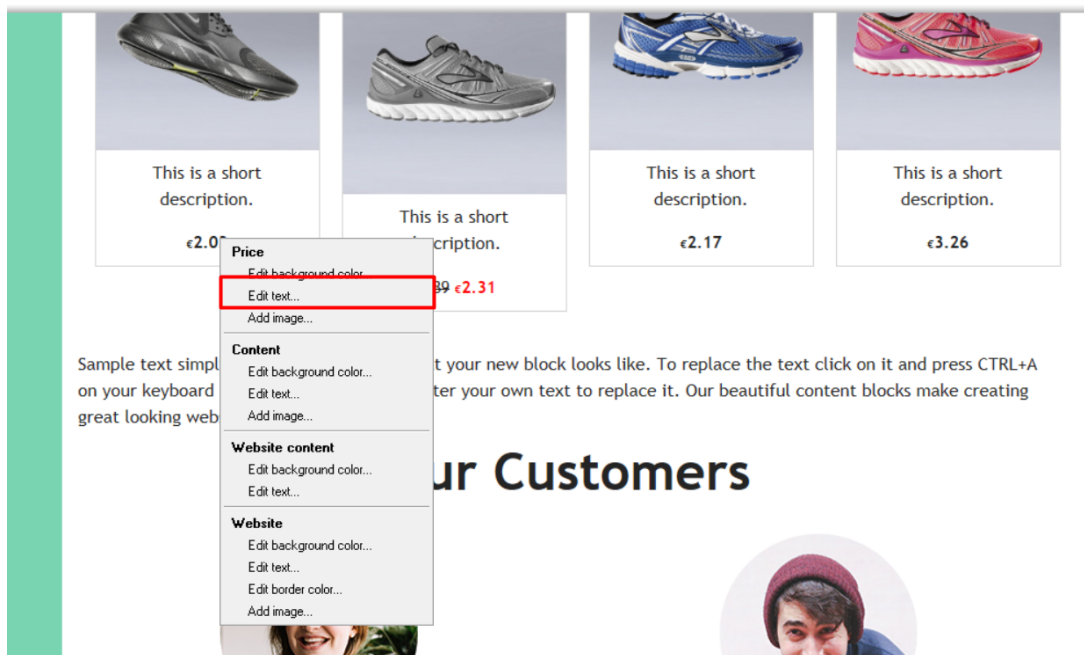 This is a short
description.
€2.0
This is a short
cription.
39 €2.31
This is a short
description.
€2.17
This is a short
description.
€3.26
Price
Edit background color...
Edit text...
Add image...
Content
Edit background color...
Edit text...
Add image...
Website content
Edit background color...
Edit text...
Website
Edit background color...
Edit text...
Edit border color...
Add image...
Sample text simpl t your new block looks like. To replace the text click on it and press CTRL+A
on your keyboard ter your own text to replace it. Our beautiful content blocks make creating
great looking web
ur Customers